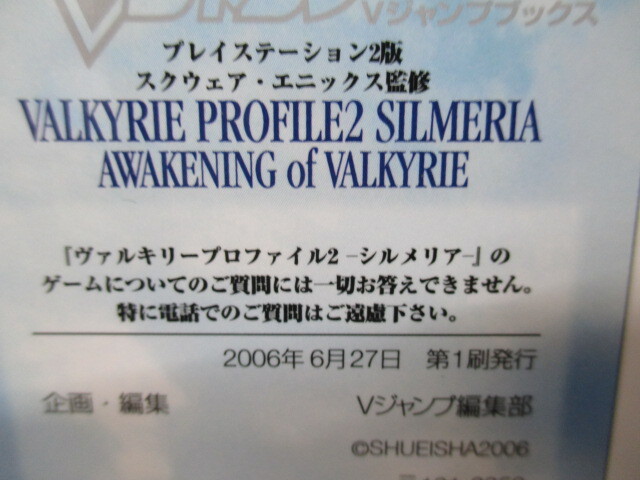 Vジャンプブックス
プレイステーション2版
スクウェア・エニックス監修
VALKYRIE PROFILE2 SILMERIA
AWAKENING of VALKYRIE
『ヴァルキリープロファイル2 -シルメリア-』の
ゲームについてのご質問には一切お答えできません。
特に電話でのご質問はご遠慮下さい。
2006年6月27日 第1刷発行
企画・編集 Vジャンプ編集部
©SHUEISHA2006